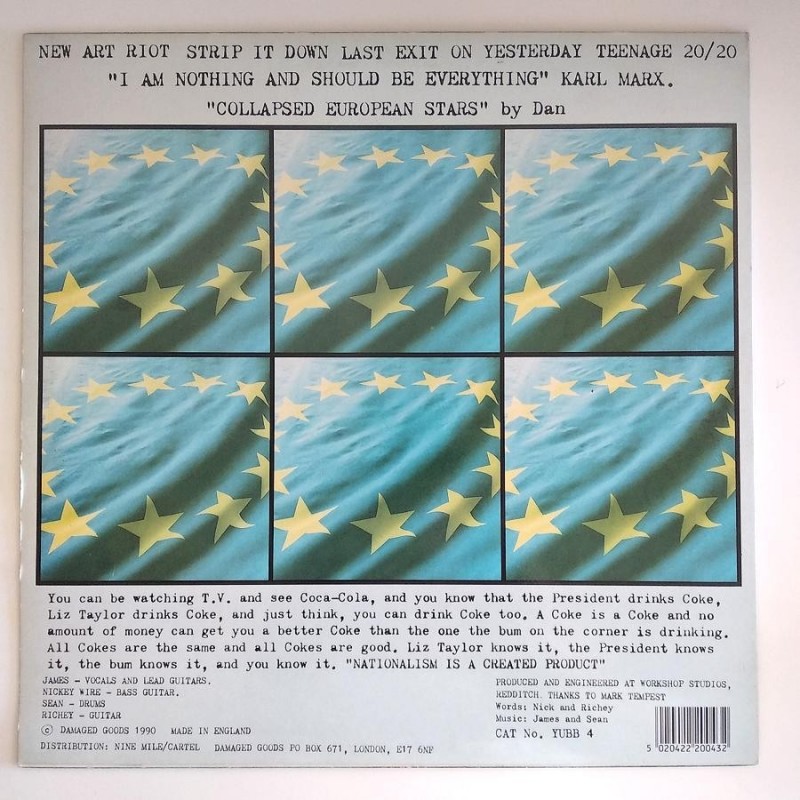 NEW ART RIOT STRIP IT DOWN LAST EXIT ON YESTERDAY TEENAGE 20/20
"I AM NOTHING AND SHOULD BE EVERYTHING" KARL MARX.
"COLLAPSED EUROPEAN STARS" by Dan
You can be watching T.V. and see Coca-Cola, and you know that the President drinks Coke,
Liz Taylor drinks Coke, and just think, you can drink Coke too. A Coke is a Coke and no
amount of money can get you a better Coke than the one the bum on the corner is drinking.
All Cokes are the same and all Cokes are good. Liz Taylor knows it, the President knows
it, the bum knows it, and you know it. "NATIONALISM IS A CREATED PRODUCT"
JAMES - VOCALS AND LEAD GUITARS.
NICKEY WIRE - BASS GUITAR.
SEAN - DRUMS
RICHEY - GUITAR
© DAMAGED GOODS 1990 MADE IN ENGLAND
DISTRIBUTION: NINE MILE/CARTEL DAMAGED GOODS PO BOX 671, LONDON, E17 6NF
PRODUCED AND ENGINEERED AT WORKSHOP STUDIOS,
REDDITCH. THANKS TO MARK TEMPEST
Words: Nick and Richey
Music: James and Sean
CAT No. YUBB 4
5 020422 200432